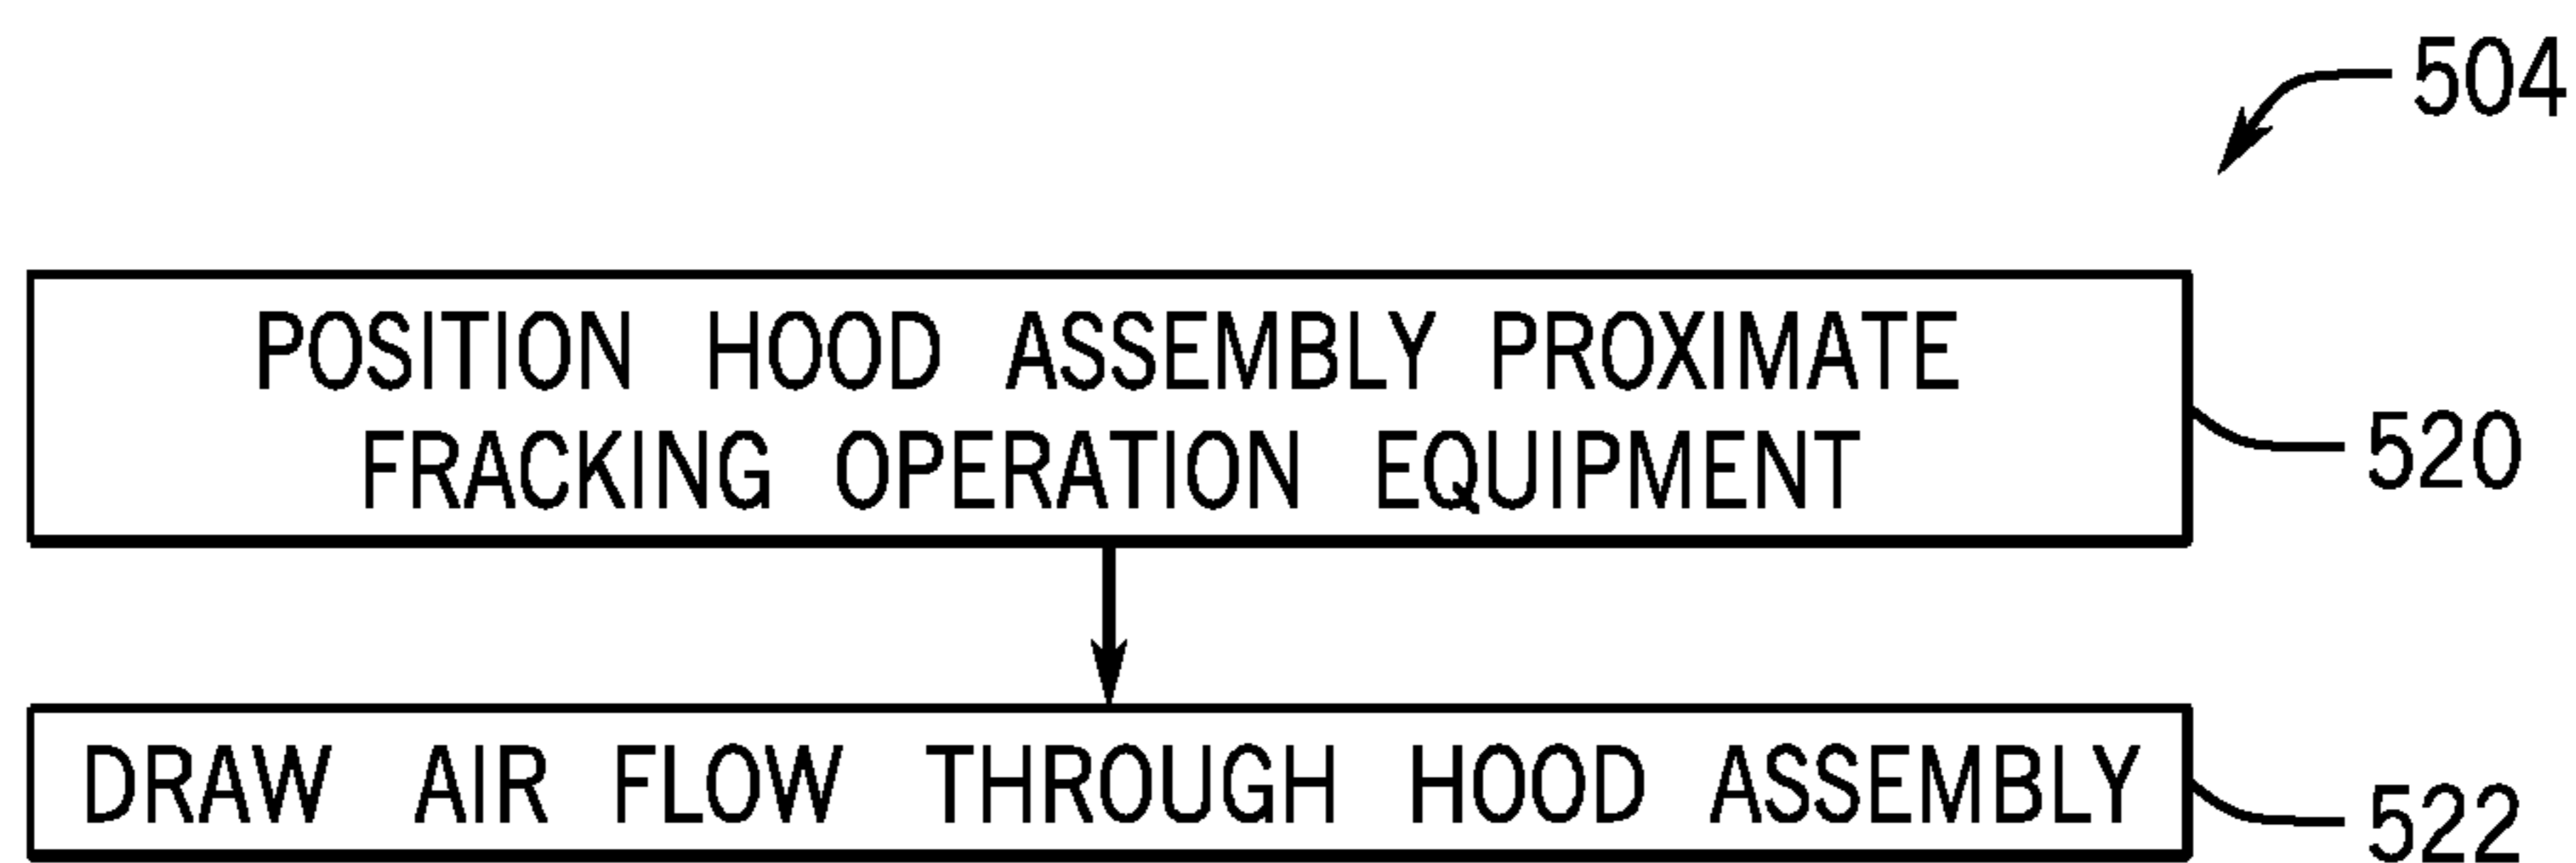 504
POSITION HOOD ASSEMBLY PROXIMATE
FRACKING OPERATION EQUIPMENT
520
DRAW AIR FLOW THROUGH HOOD ASSEMBLY
522